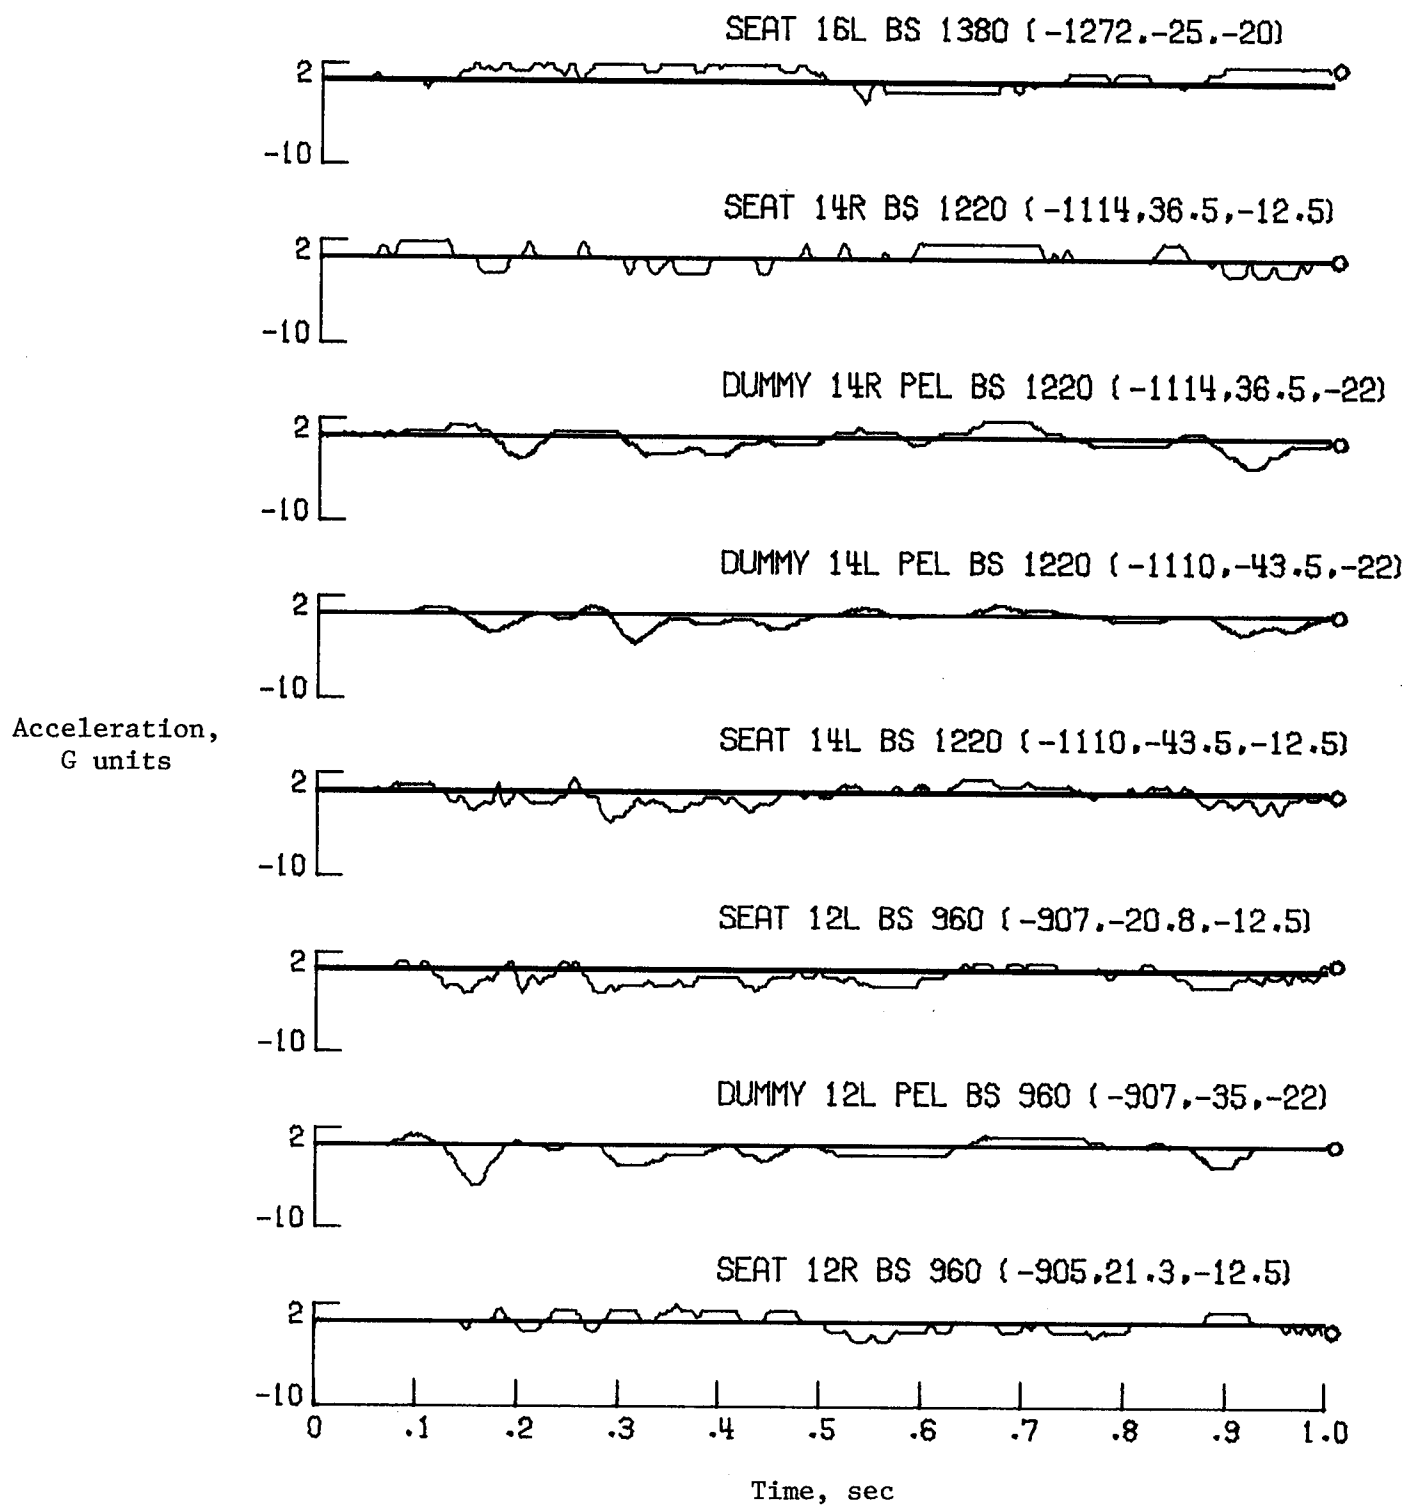 SEAT 16L BS 1380 (-1272.-25.-20)
2
-10
SEAT 14R BS 1220 (-1114,36.5,-12.5)
2
-10
DUMMY 14R PEL BS 1220 (-1114,36.5,-22)
2
-10
DUMMY 14L PEL BS 1220 (-1110,-43.5,-22)
2
-10
Acceleration,
G units
SEAT 14L BS 1220 (-1110,-43.5,-12.5)
2
-10
SEAT 12L BS 960 (-907,-20.8,-12.5)
2
-10
DUMMY 12L PEL BS 960 (-907,-35,-22)
2
-10
SEAT 12R BS 960 (-905,21.3,-12.5)
2
-10
0 .1 .2 .3 .4 .5 .6 .7 .8 .9 1.0
Time, sec